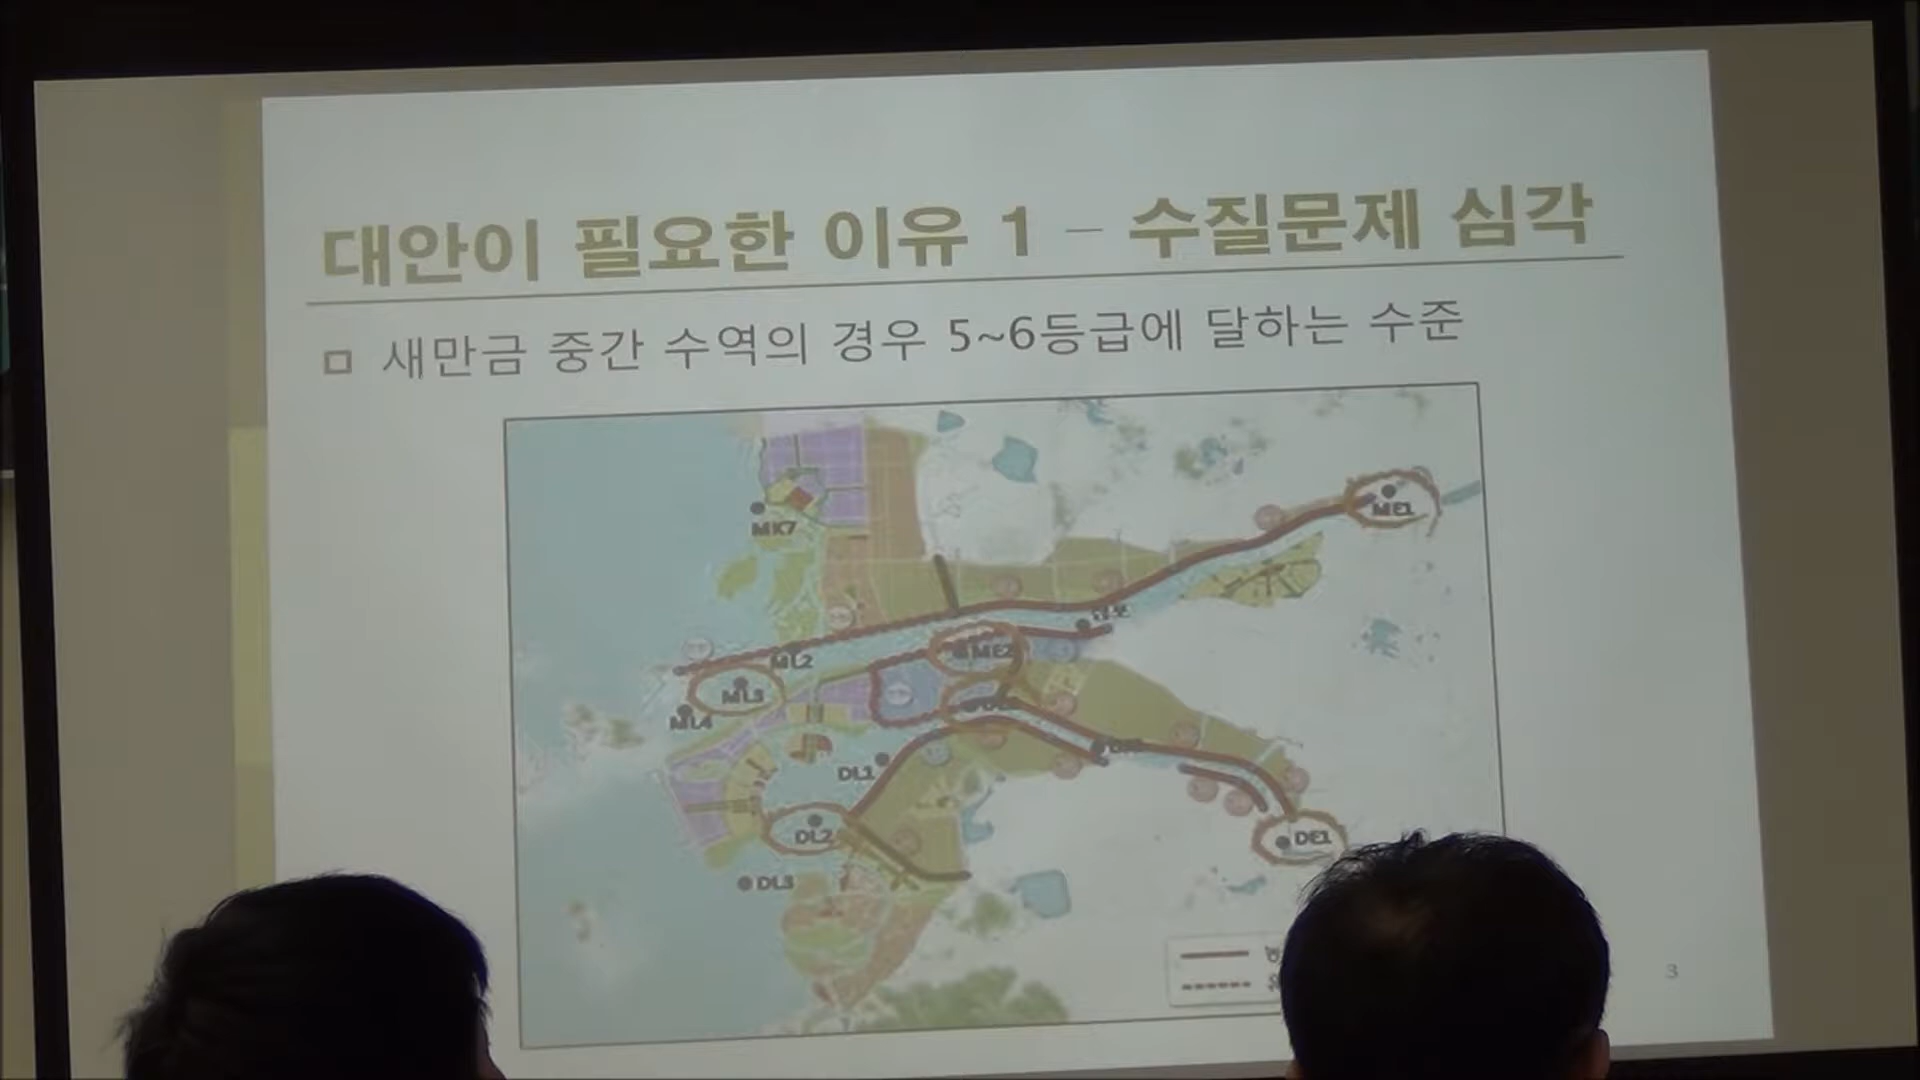 대안이 필요한 이유 1 – 수질문제 심각
새만금 중간 수역의 경우 5~6등급에 달하는 수준
MK7
ME1
ML2
ME2
ML3
ML4
DL1
DL2
DE1
DL3
3